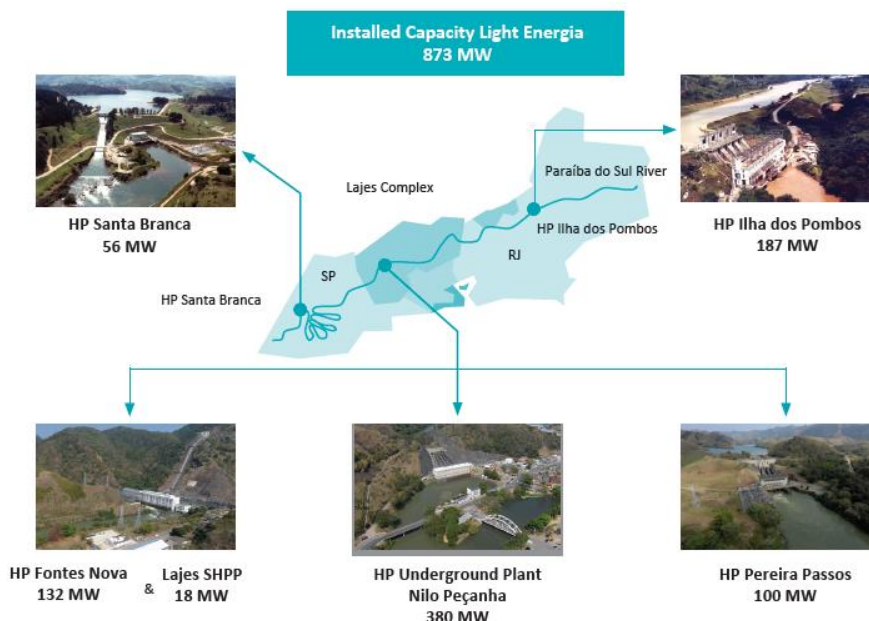 Installed Capacity Light Energia
873 MW
Paraíba do Sul River
Lajes Complex
HP Santa Branca
56 MW
HP Ilha dos Pombos
HP Ilha dos Pombos
187 MW
RJ
SP
HP Santa Branca
HP Fontes Nova
132 MW
&
Lajes SHPP
18 MW
HP Underground Plant
Nilo Peçanha
380 MW
HP Pereira Passos
100 MW